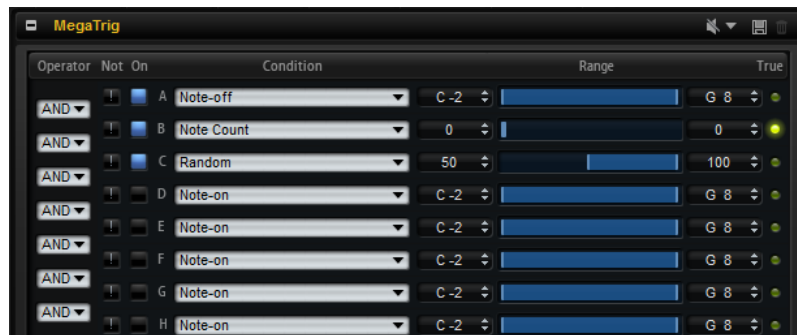 MegaTrig
Operator Not On Condition Range True
A Note-off C -2 G 8
AND
B Note Count 0 0
AND
C Random 50 100
AND
D Note-on C -2 G 8
AND
E Note-on C -2 G 8
AND
F Note-on C -2 G 8
AND
G Note-on C -2 G 8
AND
H Note-on C -2 G 8